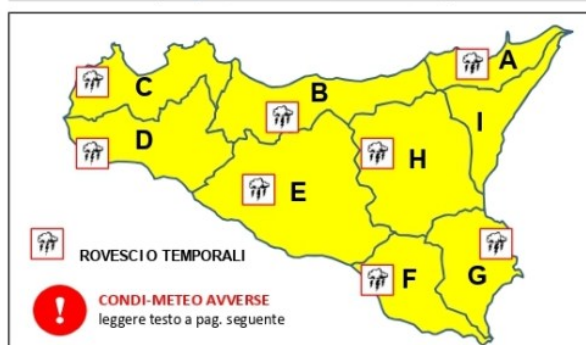 A
C
B
I
D
H
E
ROVESCI O TEMPORALI
F
G
!
CONDI-METEO AVVERSE
leggere testo a pag. seguente